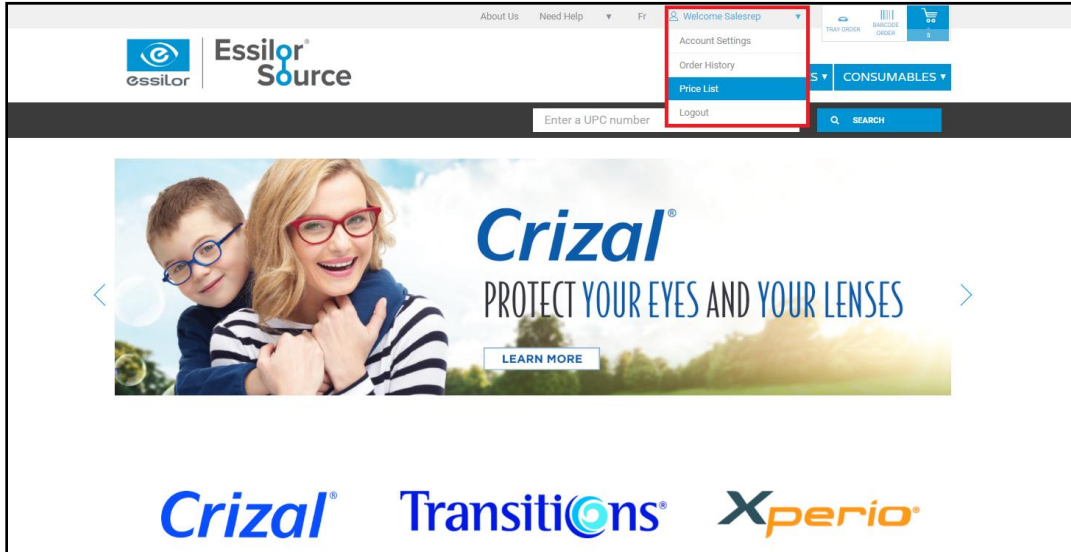 About Us Need Help ▼ Fr Welcome Salesrep ▼
TRAY ORDER
BARCODE
ORDER
5
Account Settings
Order History
Price List
Logout
essilor
Essilor®
Source
S ▼ CONSUMABLES ▼
Enter a UPC number
SEARCH
Crizal®
PROTECT YOUR EYES AND YOUR LENSES
LEARN MORE
Crizal® Transitions® Xperio®